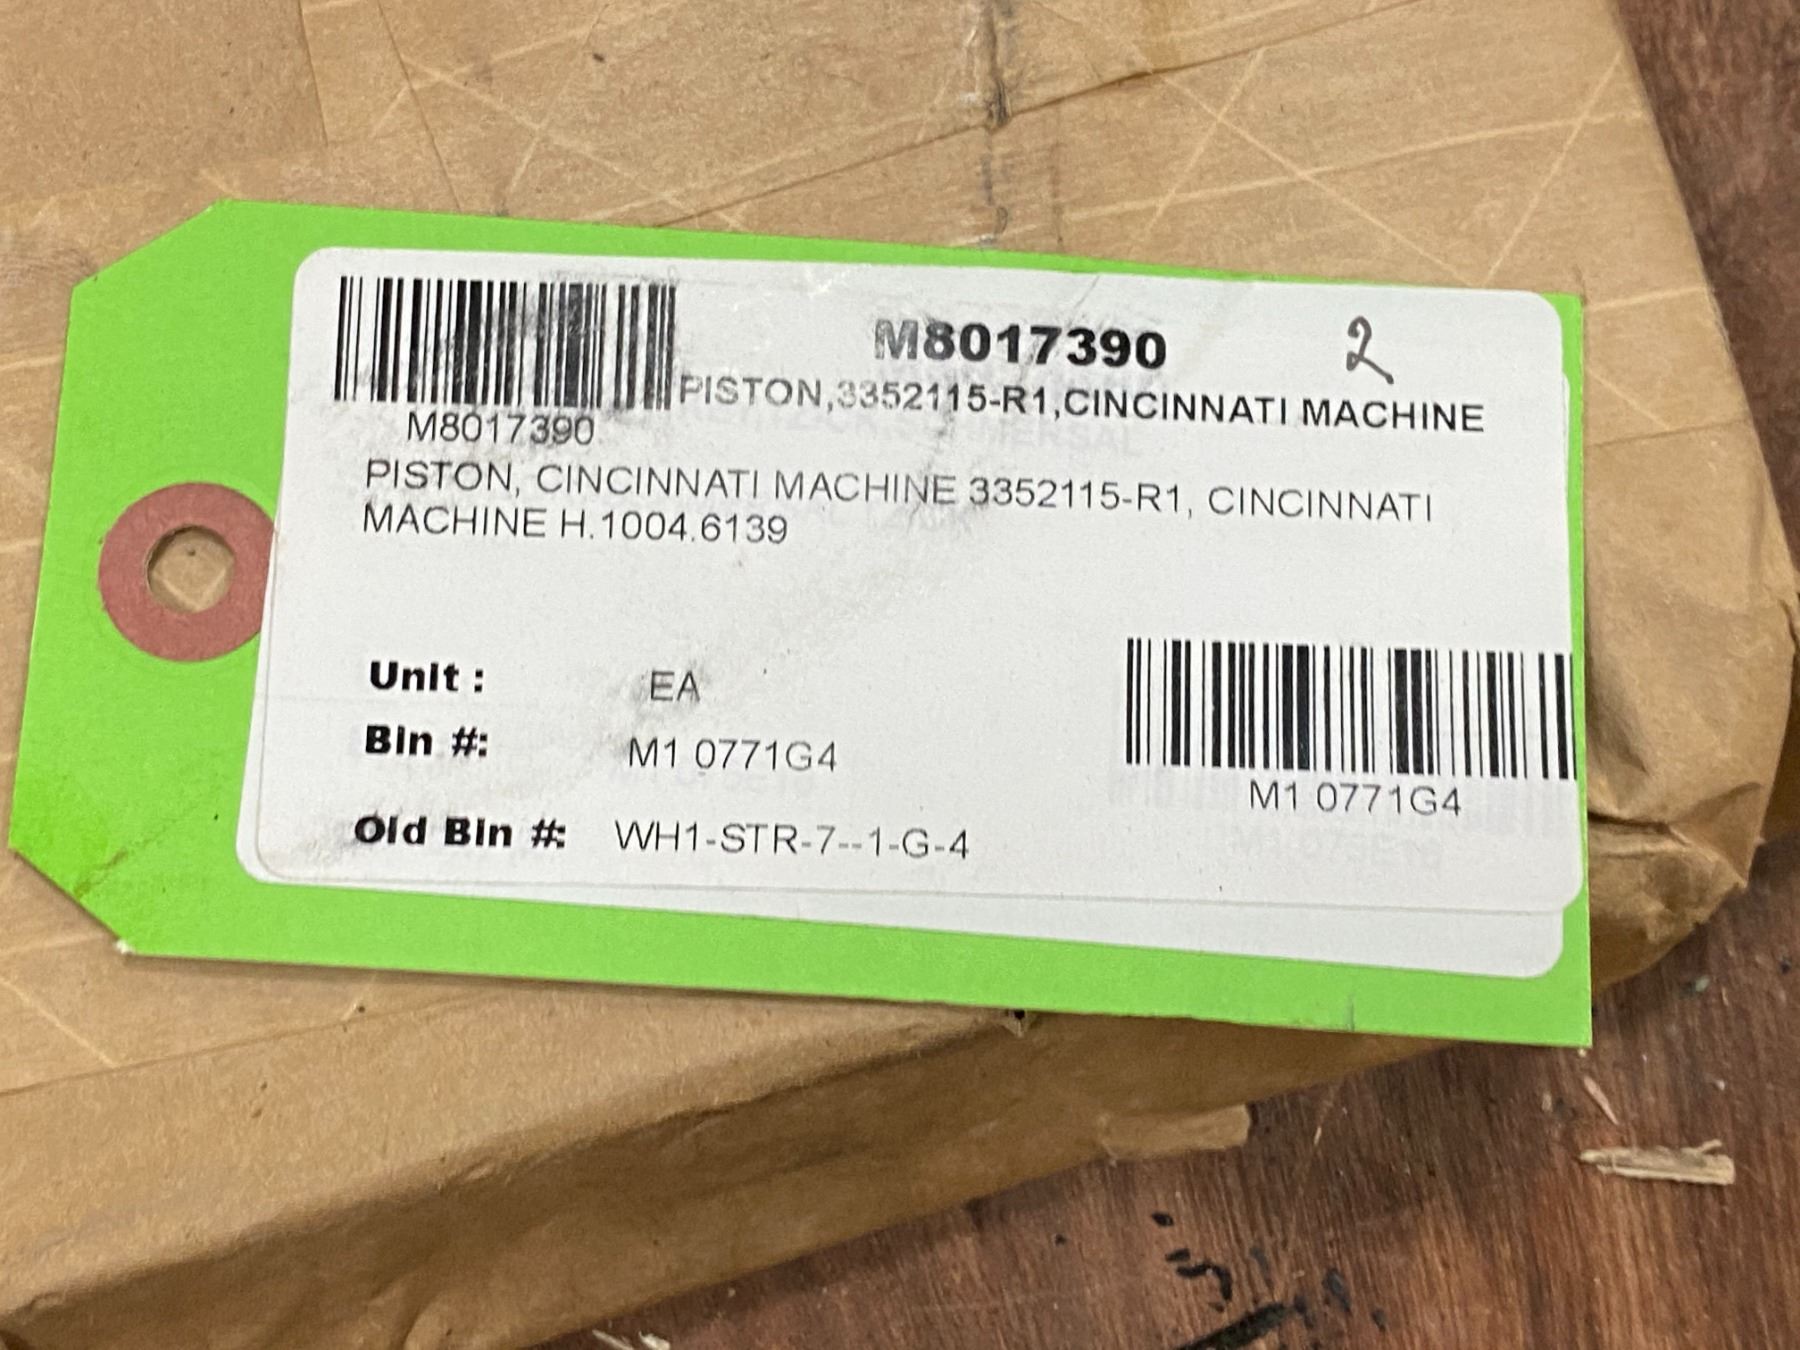 M8017390
2
PISTON,3352115-R1,CINCINNATI MACHINE
M8017390
PISTON, CINCINNATI MACHINE 3352115-R1, CINCINNATI
MACHINE H.1004.6139
Unit : EA
Bin #: M1 0771G4
M1 0771G4
Old Bin #: WH1-STR-7--1-G-4